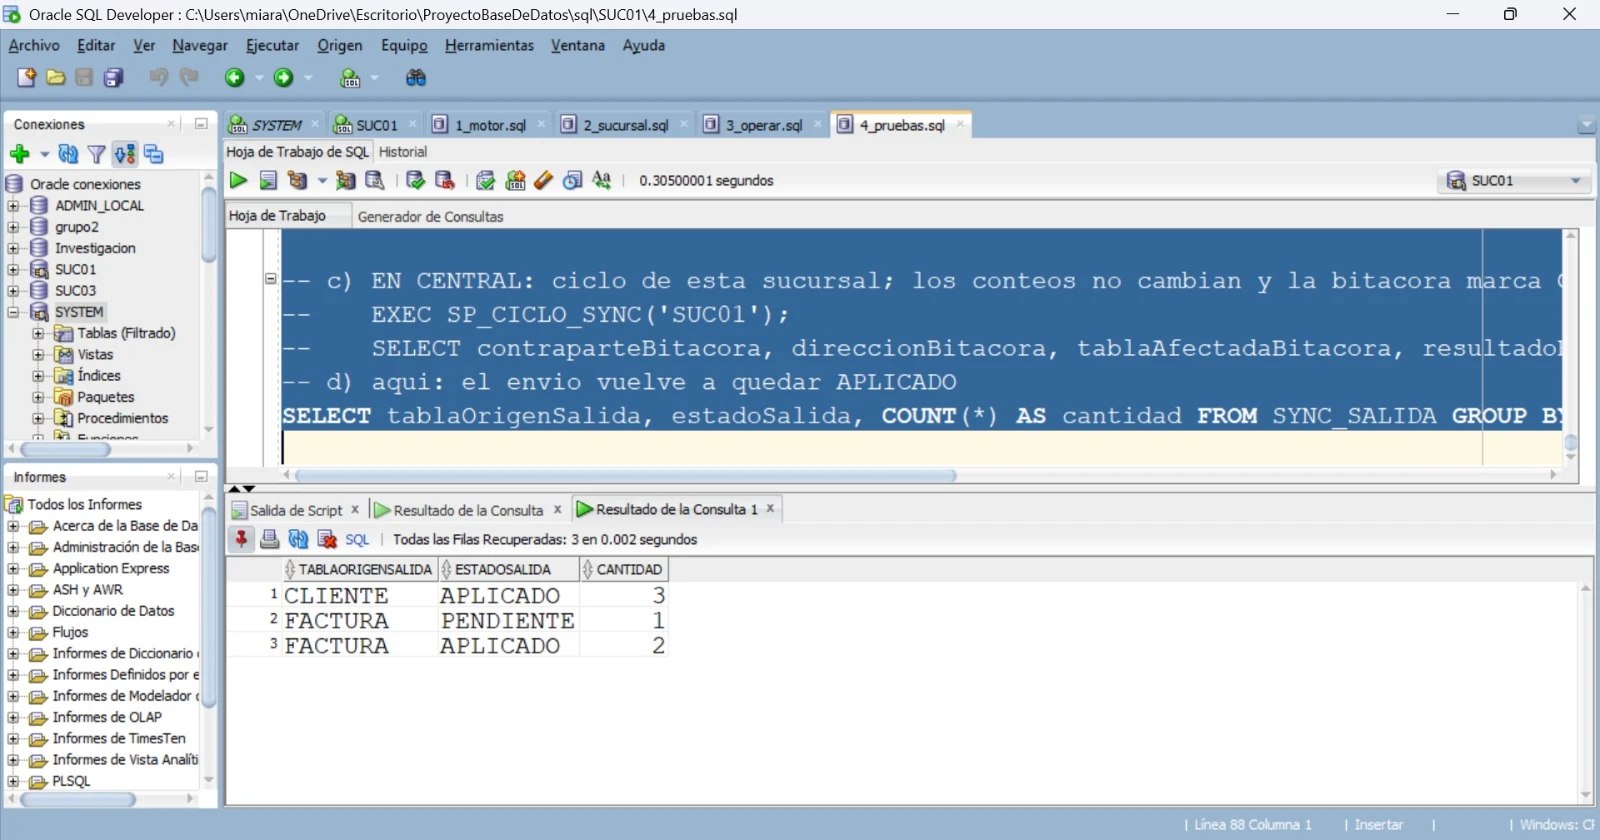 Oracle SQL Developer : C:\Users\miara\OneDrive\Escritorio\ProyectoBaseDeDatos\sql\SUC01\4_pruebas.sql
Archivo Editar Ver Navegar Ejecutar Origen Equipo Herramientas Ventana Ayuda
Conexiones
SYSTEM SUC01 1_motor.sql 2_sucursal.sql 3_operar.sql 4_pruebas.sql
Hoja de Trabajo de SQL Historial
0.30500001 segundos
SUC01
Hoja de Trabajo Generador de Consultas
Oracle conexiones
ADMIN_LOCAL
grupo2
Investigacion
SUC01
SUC03
SYSTEM
Tablas (Filtrado)
Vistas
Índices
Paquetes
Procedimientos
Funciones
-- c) EN CENTRAL: ciclo de esta sucursal; los conteos no cambian y la bitacora marca
-- EXEC SP_CICLO_SYNC('SUC01');
-- SELECT contraparteBitacora, direccionBitacora, tablaAfectadaBitacora, resultado
-- d) aqui: el envio vuelve a quedar APLICADO
SELECT tablaOrigenSalida, estadoSalida, COUNT(*) AS cantidad FROM SYNC_SALIDA GROUP BY
Informes
Todos los Informes
Acerca de la Base de Da
Administración de la Bas
Application Express
ASH y AWR
Diccionario de Datos
Flujos
Informes de Diccionario
Informes Definidos por e
Informes de Modelador
Informes de OLAP
Informes de TimesTen
Informes de Vista Analíti
PLSQL
Salida de Script Resultado de la Consulta Resultado de la Consulta 1
SQL Todas las Filas Recuperadas: 3 en 0.002 segundos
TABLAORIGENSALIDA ESTADOSALIDA CANTIDAD
1 CLIENTE APLICADO 3
2 FACTURA PENDIENTE 1
3 FACTURA APLICADO 2
Línea 88 Columna 1 Insertar Windows: CR